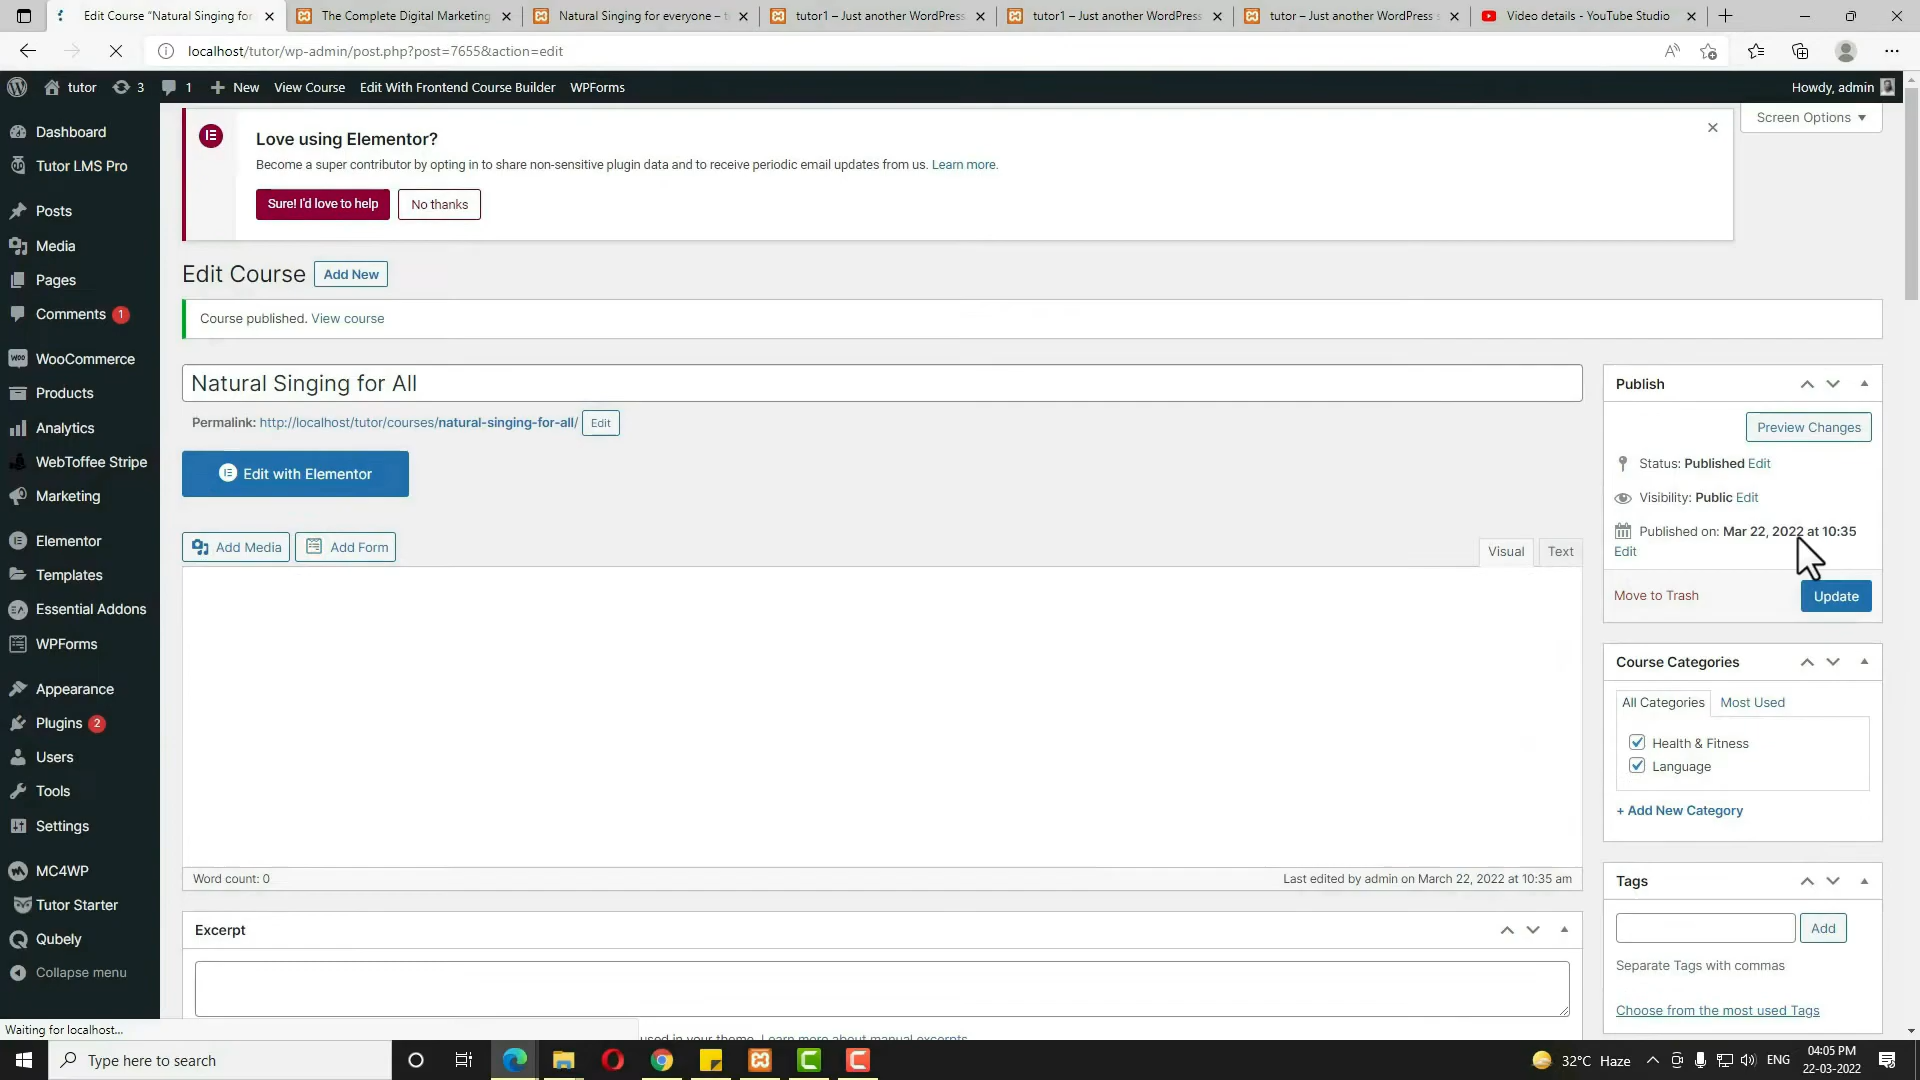 Edit Course "Natural Singing for
The Complete Digital Marketing
Natural Singing for everyone – t
tutor1 – Just another WordPress
tutor1 – Just another WordPress
tutor – Just another WordPress s
Video details - YouTube Studio
localhost/tutor/wp-admin/post.php?post=7655&action=edit
tutor 3 1 New View Course Edit With Frontend Course Builder WPForms Howdy, admin
Screen Options
Love using Elementor?
Become a super contributor by opting in to share non-sensitive plugin data and to receive periodic email updates from us. Learn more.
Sure! I'd love to help No thanks
Dashboard
Tutor LMS Pro
Posts
Media
Pages
Comments 1
WooCommerce
Products
Analytics
WebToffee Stripe
Marketing
Elementor
Templates
Essential Addons
WPForms
Appearance
Plugins 2
Users
Tools
Settings
MC4WP
Tutor Starter
Qubely
Collapse menu
Edit Course Add New
Course published. View course
Natural Singing for All
Permalink: http://localhost/tutor/courses/natural-singing-for-all/ Edit
Edit with Elementor
Add Media Add Form
Visual Text
Word count: 0 Last edited by admin on March 22, 2022 at 10:35 am
Excerpt
used in your theme. Learn more about manual excerpts.
Publish
Preview Changes
Status: Published Edit
Visibility: Public Edit
Published on: Mar 22, 2022 at 10:35
Edit
Move to Trash Update
Course Categories
All Categories Most Used
Health & Fitness
Language
+ Add New Category
Tags
Add
Separate Tags with commas
Choose from the most used Tags
Waiting for localhost...
Type here to search
32°C Haze ENG 04:05 PM
22-03-2022